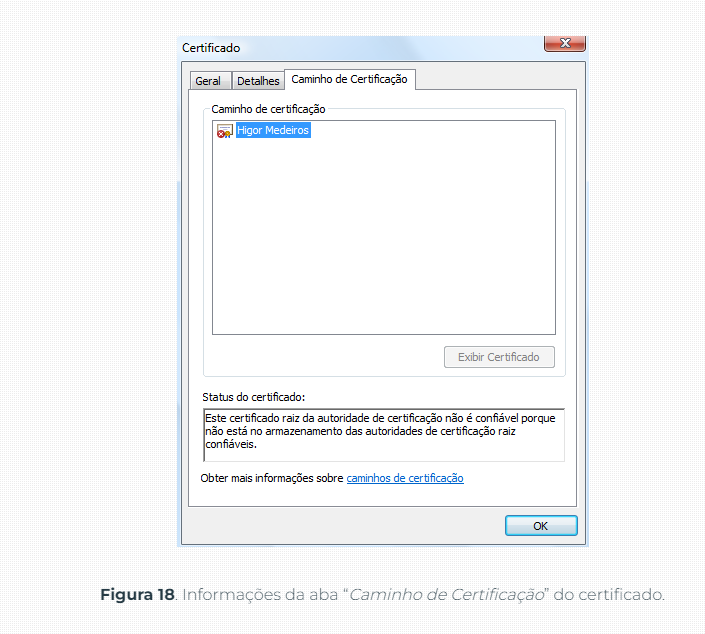 Certificado
Geral
Detalhes
Caminho de Certificação
Caminho de certificação
Higor Medeiros
Exibir Certificado
Status do certificado:
Este certificado raiz da autoridade de certificação não é confiável porque
não está no armazenamento das autoridades de certificação raiz
confiáveis.
Obter mais informações sobre caminhos de certificação
OK
Figura 18. Informações da aba “Caminho de Certificação” do certificado.